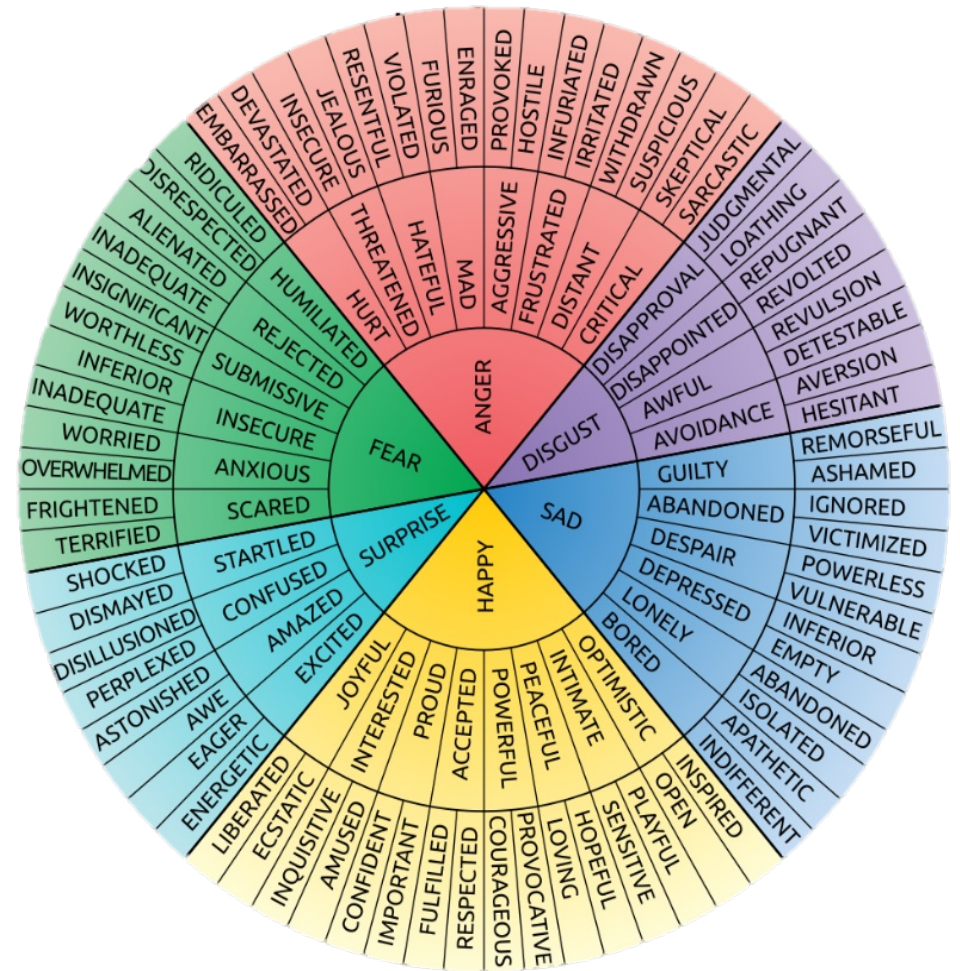 ANGER
HURT
THREATENED
HATEFUL
MAD
AGGRESSIVE
FRUSTRATED
DISTANT
CRITICAL
EMBARRASSED
DEVASTATED
INSECURE
JEALOUS
RESENTFUL
VIOLATED
FURIOUS
ENRAGED
PROVOKED
HOSTILE
INFURIATED
IRRITATED
WITHDRAWN
SUSPICIOUS
SKEPTICAL
SARCASTIC
DISGUST
DISAPPROVAL
DISAPPOINTED
AWFUL
AVOIDANCE
JUDGMENTAL
LOATHING
REPUGNANT
REVOLTED
REVULSION
DETESTABLE
AVERSION
HESITANT
SAD
GUILTY
ABANDONED
DESPAIR
DEPRESSED
LONELY
BORED
REMORSEFUL
ASHAMED
IGNORED
VICTIMIZED
POWERLESS
VULNERABLE
INFERIOR
EMPTY
ABANDONED
ISOLATED
APATHETIC
INDIFFERENT
HAPPY
OPTIMISTIC
INTIMATE
PEACEFUL
POWERFUL
ACCEPTED
PROUD
INTERESTED
JOYFUL
INSPIRED
OPEN
PLAYFUL
SENSITIVE
HOPEFUL
LOVING
PROVOCATIVE
COURAGEOUS
RESPECTED
FULFILLED
IMPORTANT
CONFIDENT
AMUSED
INQUISITIVE
ECSTATIC
LIBERATED
SURPRISE
EXCITED
AMAZED
CONFUSED
STARTLED
ENERGETIC
EAGER
AWE
ASTONISHED
PERPLEXED
DISILLUSIONED
DISMAYED
SHOCKED
FEAR
SCARED
ANXIOUS
INSECURE
SUBMISSIVE
REJECTED
HUMILIATED
TERRIFIED
FRIGHTENED
OVERWHELMED
WORRIED
INADEQUATE
INFERIOR
WORTHLESS
INSIGNIFICANT
INADEQUATE
ALIENATED
DISRESPECTED
RIDICULED